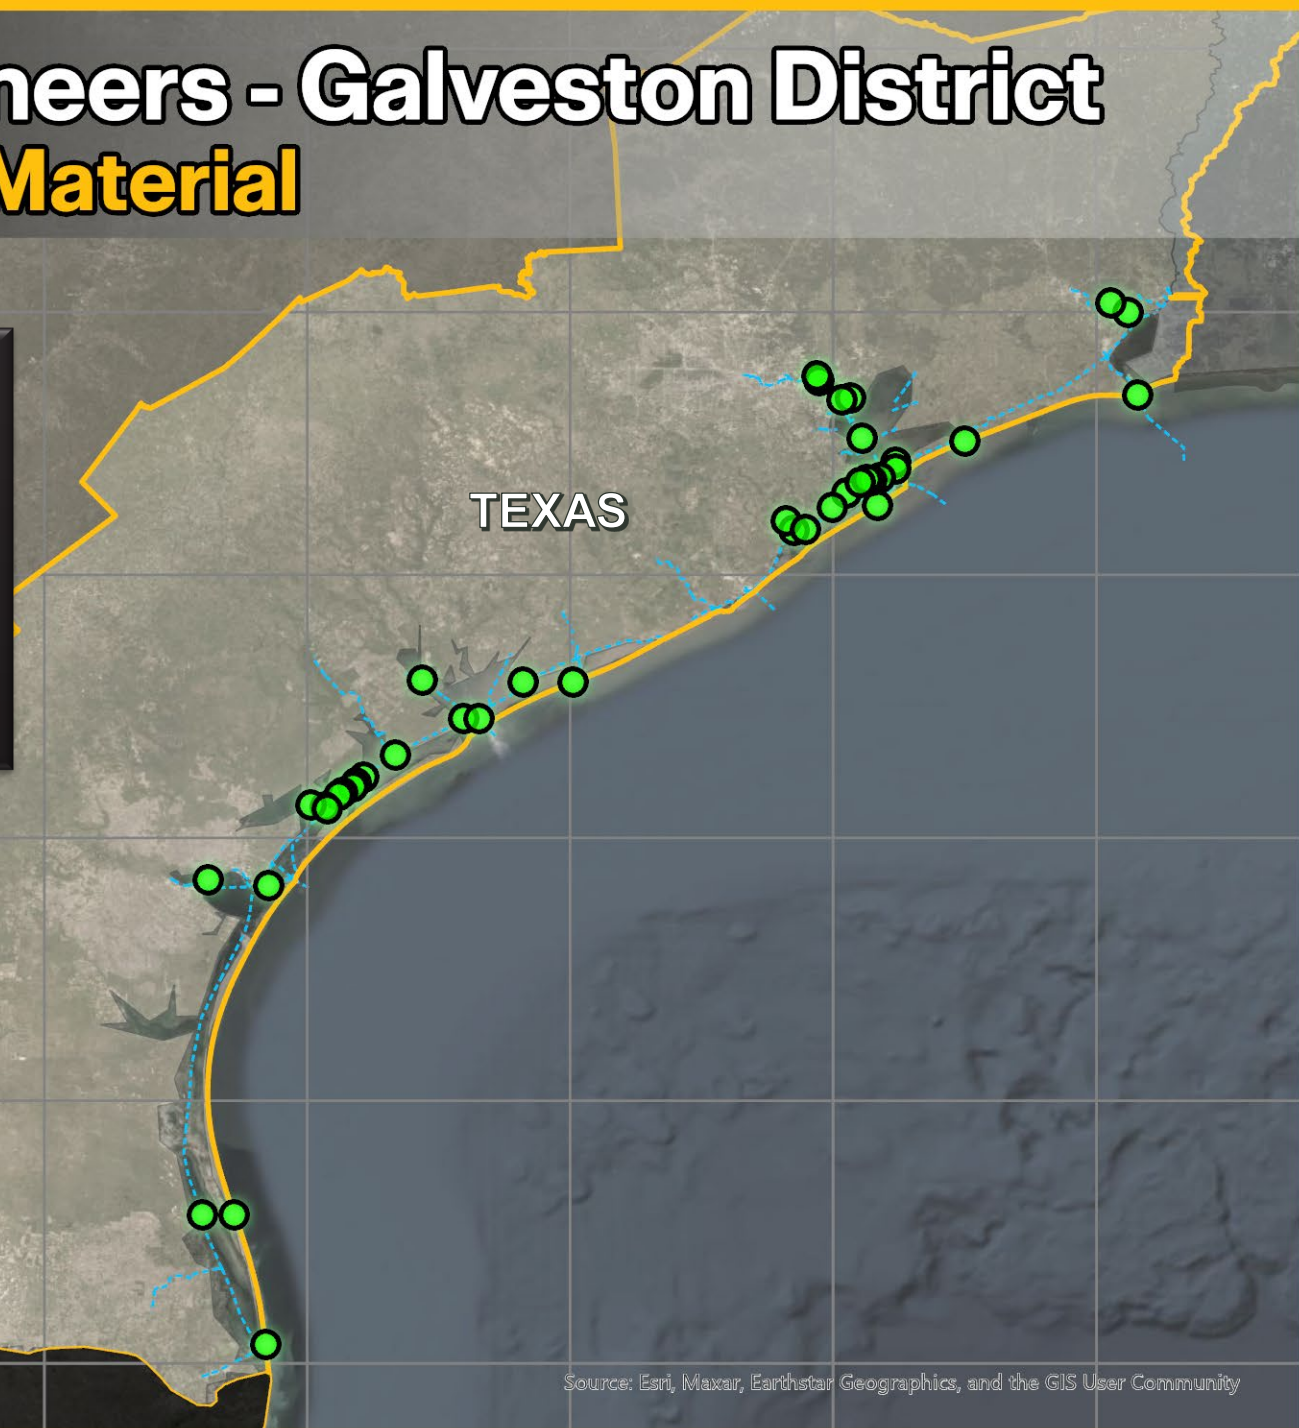 neers - Galveston District
Material
TEXAS
Source: Esri, Maxar, Earthstar Geographics, and the GIS User Community